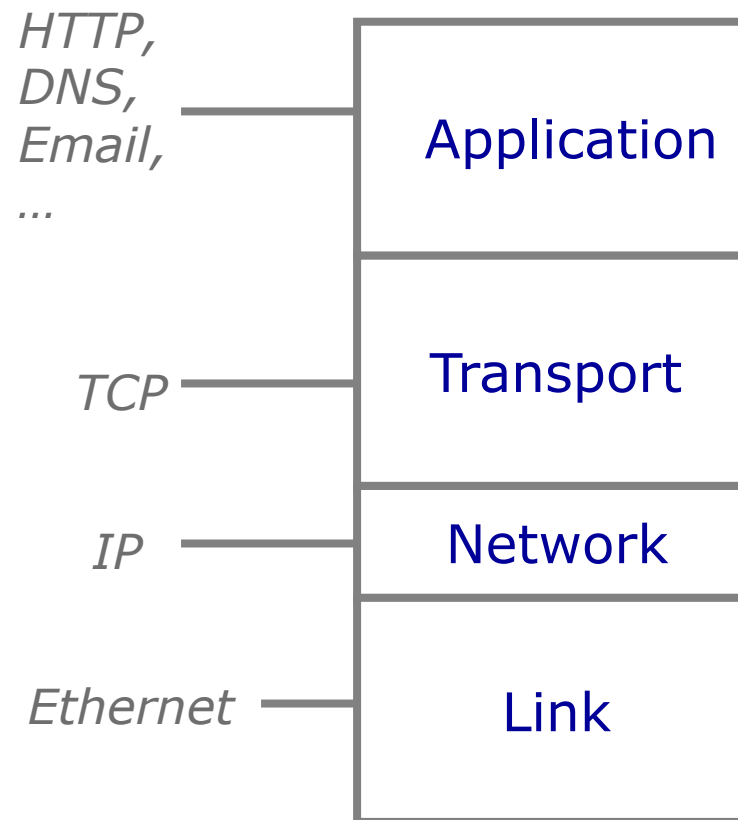 HTTP,
DNS,
Email,
…
Application
TCP
Transport
IP
Network
Ethernet
Link